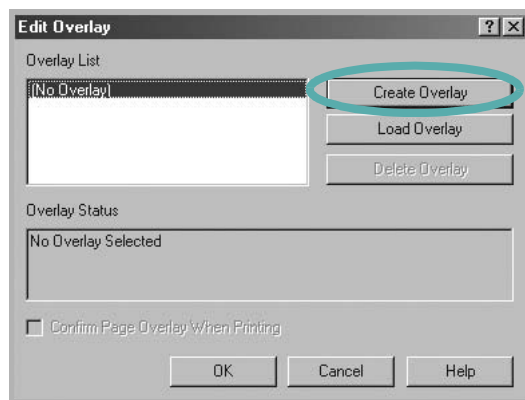 Edit Overlay
Overlay List
(No Overlay)
Create Overlay
Load Overlay
Delete Overlay
Overlay Status
No Overlay Selected
Confirm Page Overlay When Printing
OK Cancel Help